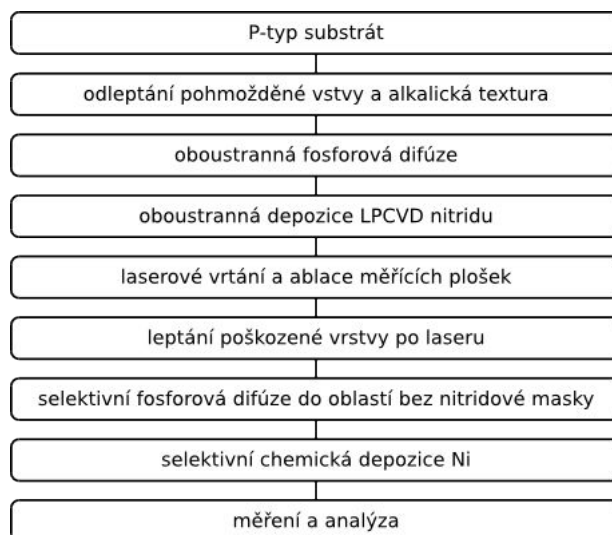 P-typ substrát
odleptání pohmožděné vstvy a alkalická textura
oboustranná fosforová difúze
oboustranná depozice LPCVD nitridu
laserové vrtání a ablace měřících plošek
leptání poškozené vrstvy po laseru
selektivní fosforová difúze do oblastí bez nitridové masky
selektivní chemická depozice Ni
měření a analýza